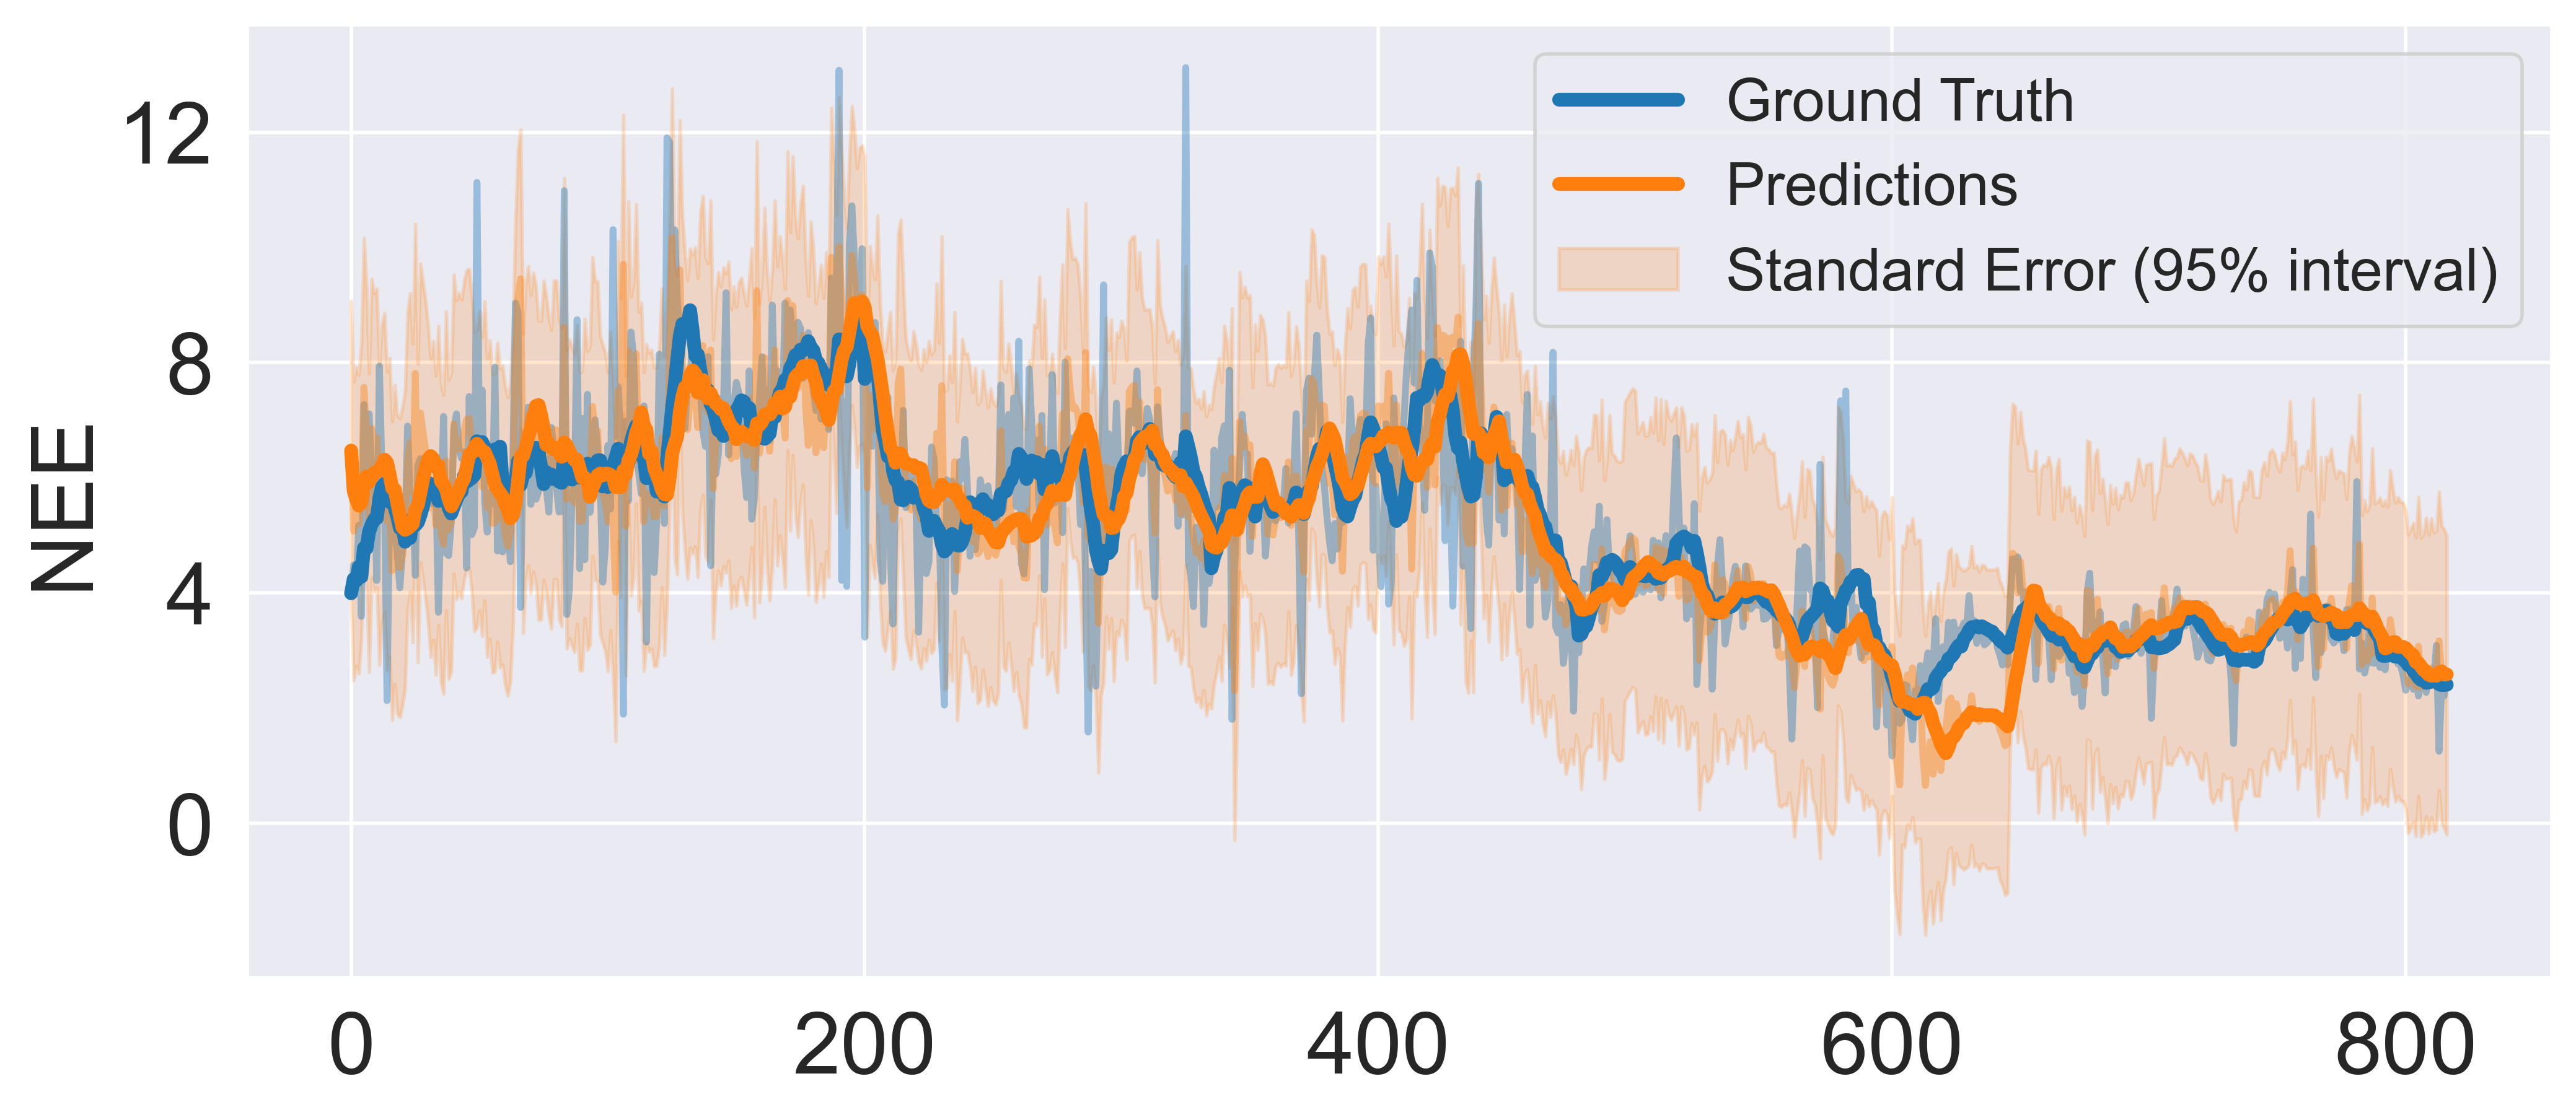 NEE
12
8
4
0
Ground Truth
Predictions
Standard Error (95% interval)
0 200 400 600 800